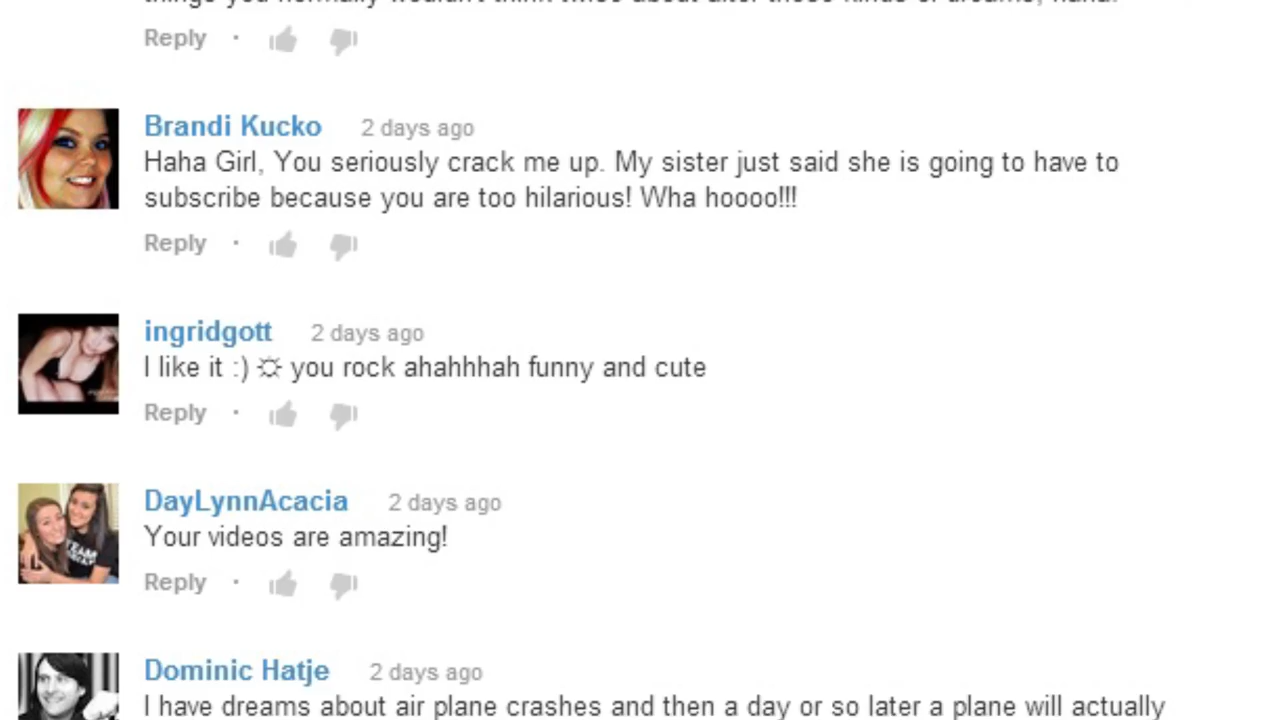 things you normally wouldn't think twice about after those kinds of dreams, haha!
Reply ·
Brandi Kucko 2 days ago
Haha Girl, You seriously crack me up. My sister just said she is going to have to
subscribe because you are too hilarious! Wha hoooo!!!
Reply ·
ingridgott 2 days ago
I like it :) ☼ you rock ahahhhah funny and cute
Reply ·
DayLynnAcacia 2 days ago
Your videos are amazing!
Reply ·
Dominic Hatje 2 days ago
I have dreams about air plane crashes and then a day or so later a plane will actually